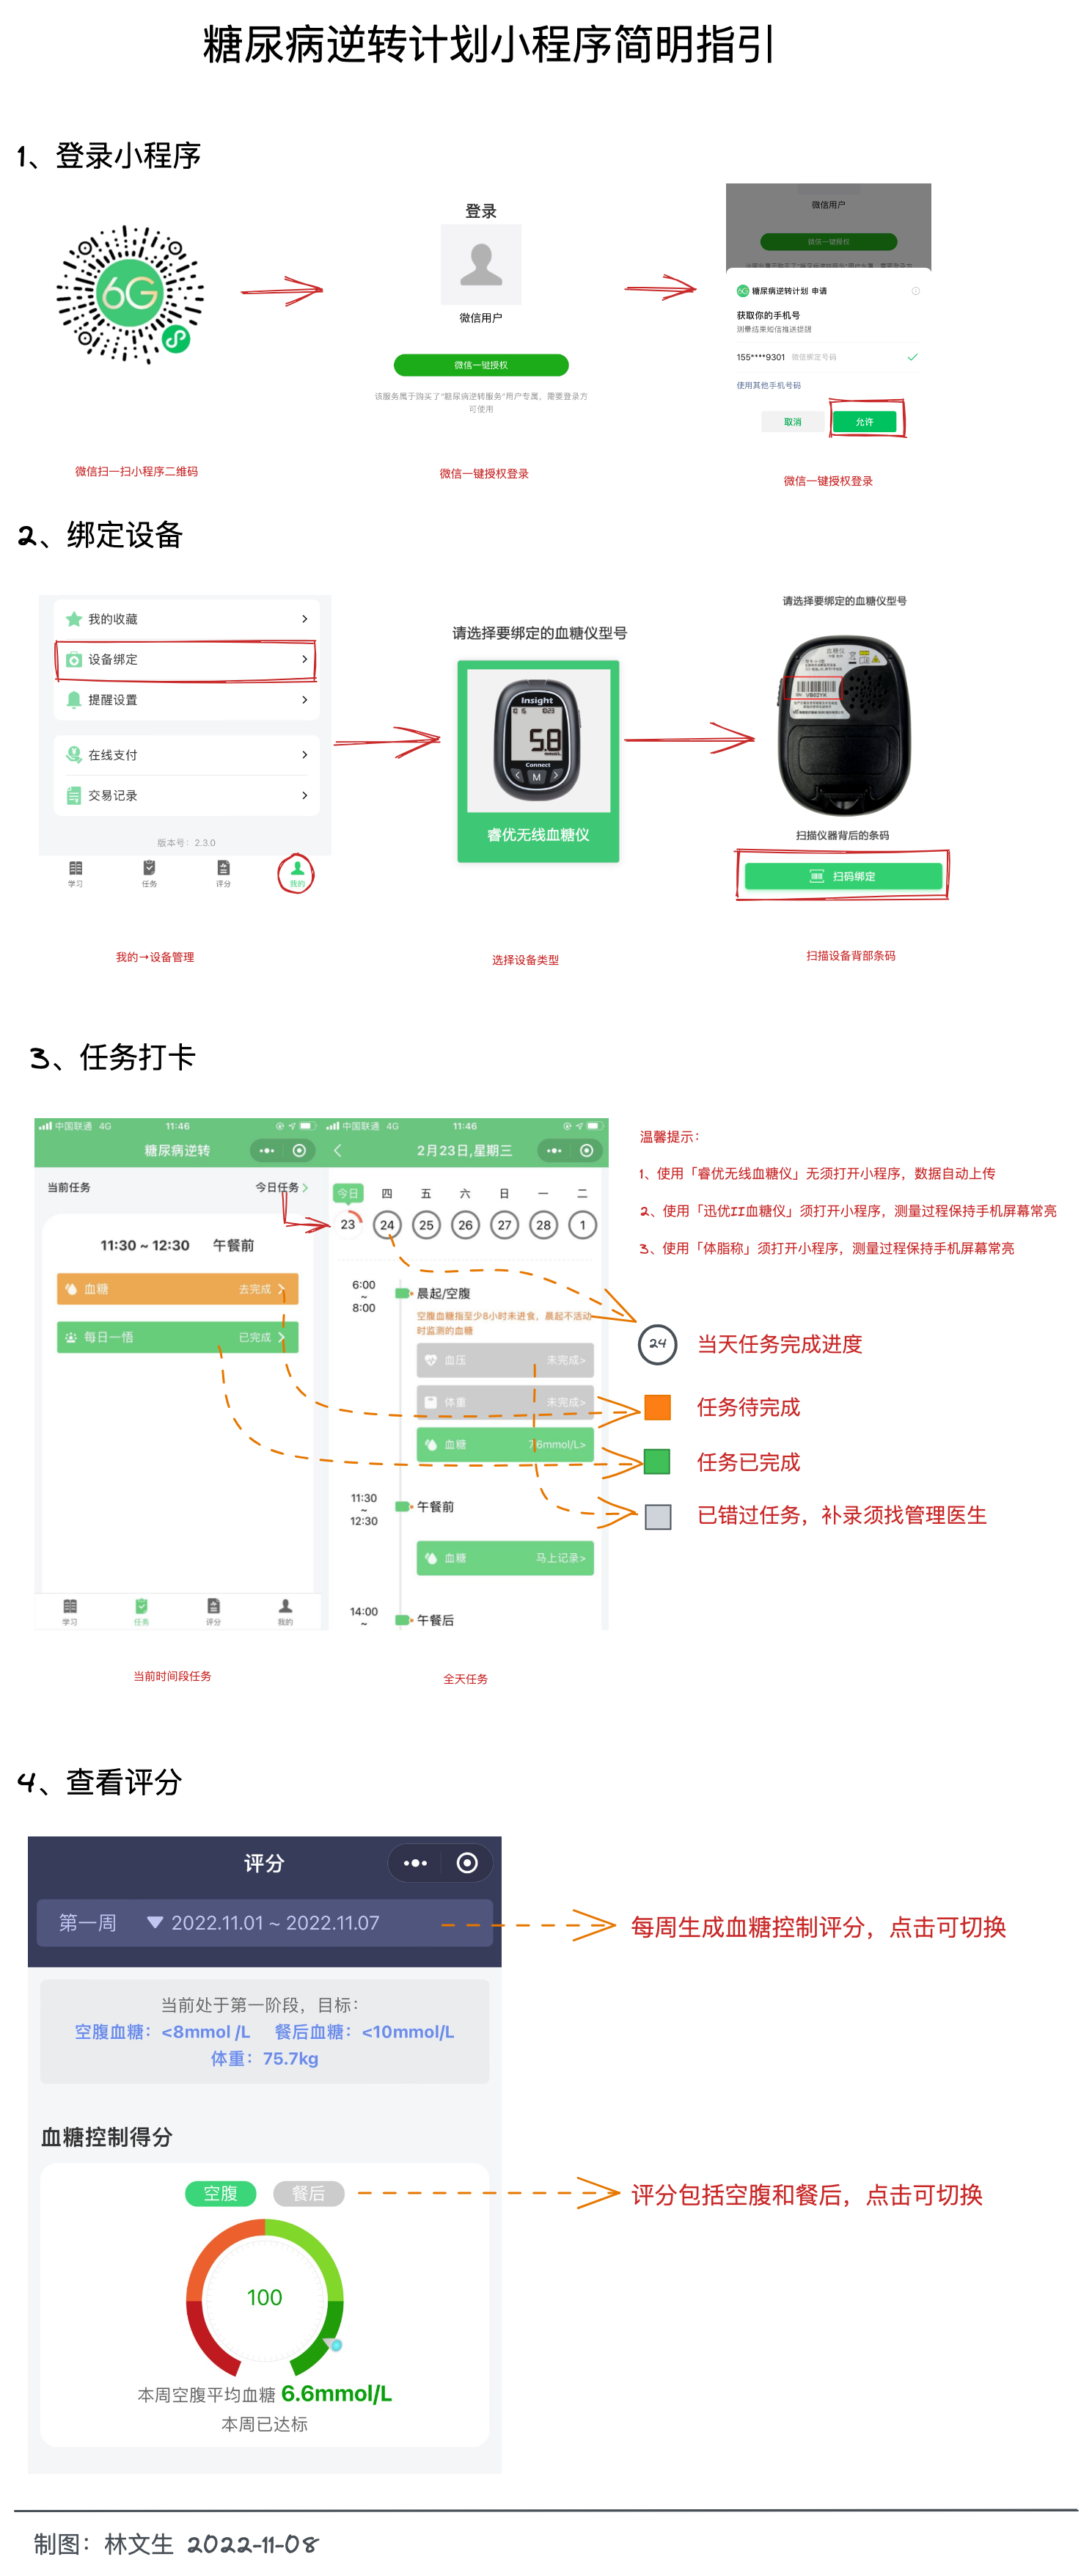 糖尿病逆转计划小程序简明指引
1、登录小程序
6G
登录
微信用户
微信一键授权
该服务属于购买了“糖尿病逆转服务”用户专属，需要登录方
可使用
微信用户
微信一键授权
6G 糖尿病逆转计划 申请
获取你的手机号
测量结果短信推送提醒
155****9301 微信绑定号码
使用其他手机号码
取消
允许
微信扫一扫小程序二维码
微信一键授权登录
微信一键授权登录
2、绑定设备
我的收藏
设备绑定
提醒设置
在线支付
交易记录
版本号：2.3.0
学习
任务
评分
我的
请选择要绑定的血糖仪型号
Insight
5.8
Connect
M
睿优无线血糖仪
请选择要绑定的血糖仪型号
血糖仪
扫描仪器背后的条码
扫码绑定
我的→设备管理
选择设备类型
扫描设备背部条码
3、任务打卡
中国联通 4G
11:46
糖尿病逆转
当前任务
今日任务
11:30 ~ 12:30 午餐前
血糖
去完成
每日一悟
已完成
学习
任务
评分
我的
中国联通 4G
11:46
2月23日,星期三
今日 四 五 六 日 一 二
23 24 25 26 27 28 1
6:00
~
8:00
晨起/空腹
空腹血糖指至少8小时未进食，晨起不活动
时监测的血糖
血压
未完成>
体重
未完成>
血糖
7.6mmol/L>
11:30
~
12:30
午餐前
血糖
马上记录>
14:00
~
午餐后
温馨提示：
1、使用「睿优无线血糖仪」无须打开小程序，数据自动上传
2、使用「迅优II血糖仪」须打开小程序，测量过程保持手机屏幕常亮
3、使用「体脂称」须打开小程序，测量过程保持手机屏幕常亮
24 当天任务完成进度
任务待完成
任务已完成
已错过任务，补录须找管理医生
当前时间段任务
全天任务
4、查看评分
评分
第一周 2022.11.01 ~ 2022.11.07
每周生成血糖控制评分，点击可切换
当前处于第一阶段，目标：
空腹血糖：<8mmol /L 餐后血糖：<10mmol/L
体重：75.7kg
血糖控制得分
空腹
餐后
评分包括空腹和餐后，点击可切换
100
本周空腹平均血糖 6.6mmol/L
本周已达标
制图：林文生 2022-11-08